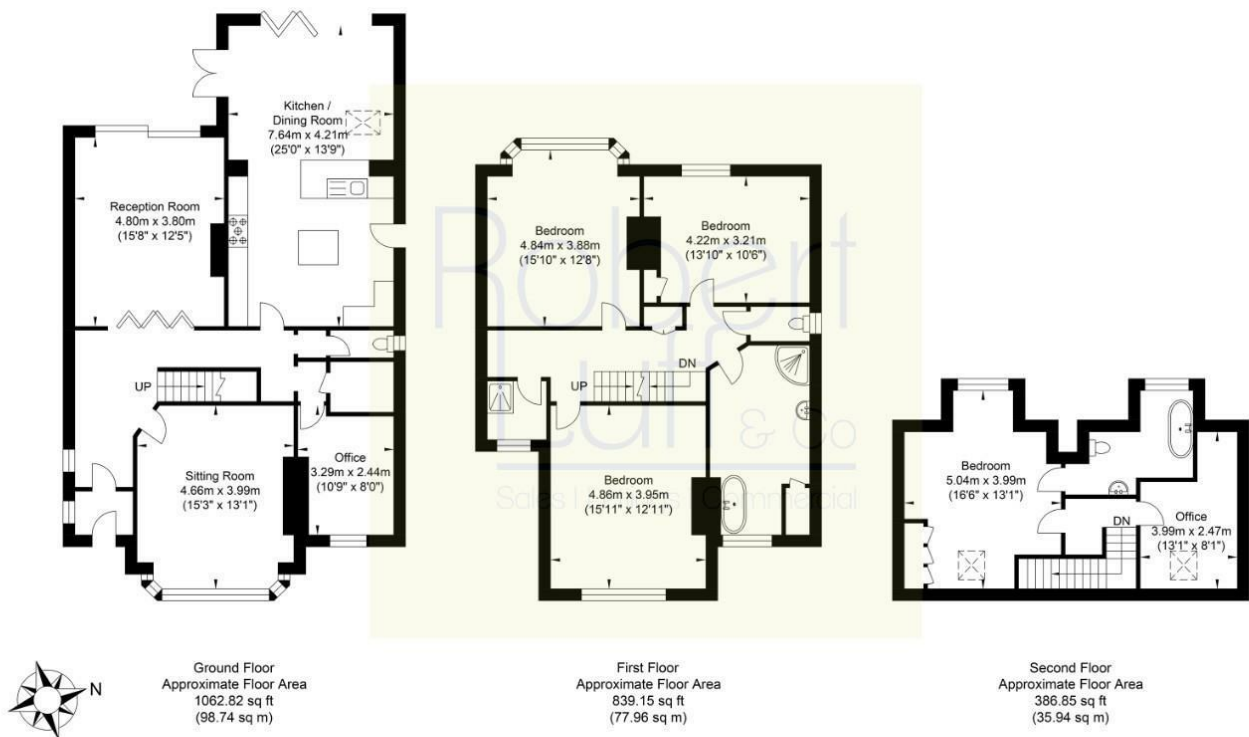 Kitchen /
Dining Room
7.64m x 4.21m
(25'0" x 13'9")
Reception Room
4.80m x 3.80m
(15'8" x 12'5")
UP
Sitting Room
4.66m x 3.99m
(15'3" x 13'1")
Office
3.29m x 2.44m
(10'9" x 8'0")
Bedroom
4.84m x 3.88m
(15'10" x 12'8")
Bedroom
4.22m x 3.21m
(13'10" x 10'6")
DN
UP
Bedroom
4.86m x 3.95m
(15'11" x 12'11")
Robert
Luff
& Co
Sales | | Commercial
Bedroom
5.04m x 3.99m
(16'6" x 13'1")
DN
Office
3.99m x 2.47m
(13'1" x 8'1")
N
Ground Floor
Approximate Floor Area
1062.82 sq ft
(98.74 sq m)
First Floor
Approximate Floor Area
839.15 sq ft
(77.96 sq m)
Second Floor
Approximate Floor Area
386.85 sq ft
(35.94 sq m)